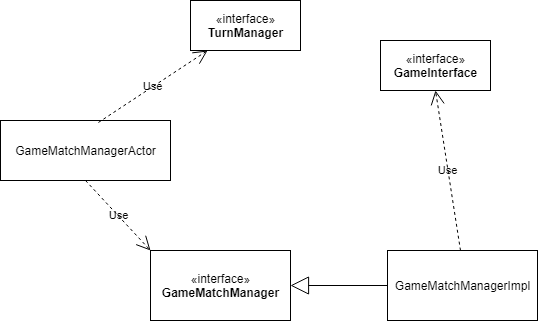 «interface»
TurnManager
«interface»
GameInterface
Use
GameMatchManagerActor
Use
Use
«interface»
GameMatchManager
GameMatchManagerImpl